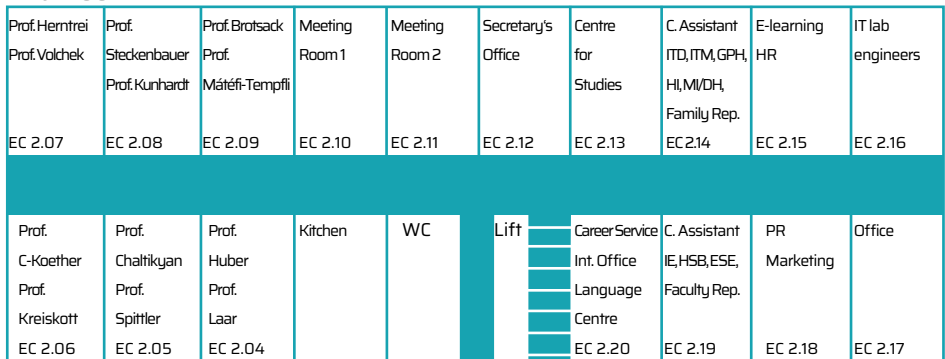 Prof. Herntrei
Prof. Volchek
EC 2.07
Prof.
Steckenbauer
Prof. Kunhardt
EC 2.08
Prof. Brotsack
Prof.
Mátéfi-Tempfli
EC 2.09
Meeting
Room 1
EC 2.10
Meeting
Room 2
EC 2.11
Secretary's
Office
EC 2.12
Centre
for
Studies
EC 2.13
C. Assistant
ITD, ITM, GPH,
HI, MI/DH,
Family Rep.
EC 2.14
E-learning
HR
EC 2.15
IT lab
engineers
EC 2.16
Prof.
C-Koether
Prof.
Kreiskott
EC 2.06
Prof.
Chaltikyan
Prof.
Spittler
EC 2.05
Prof.
Huber
Prof.
Laar
EC 2.04
Kitchen
WC
Lift
Career Service
Int. Office
Language
Centre
EC 2.20
C. Assistant
IE, HSB, ESE,
Faculty Rep.
EC 2.19
PR
Marketing
EC 2.18
Office
EC 2.17